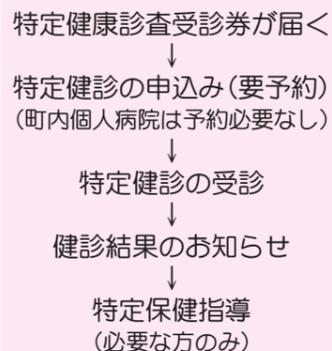 特定健康診査受診券が届く
↓
特定健診の申込み(要予約)
(町内個人病院は予約必要なし)
↓
特定健診の受診
↓
健診結果のお知らせ
↓
特定保健指導
(必要な方のみ)